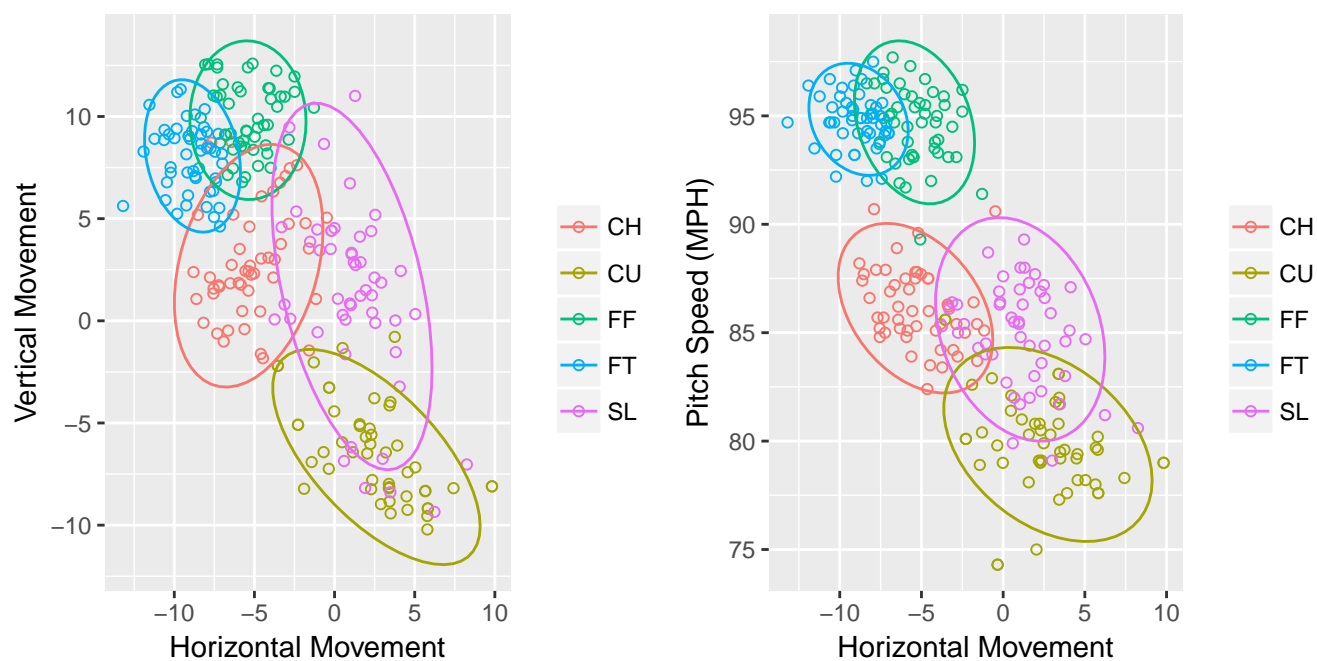 Vertical Movement
10
5
0
−5
−10
−10 −5 0 5 10
Horizontal Movement
CH
CU
FF
FT
SL
Pitch Speed (MPH)
95
90
85
80
75
−10 −5 0 5 10
Horizontal Movement
CH
CU
FF
FT
SL